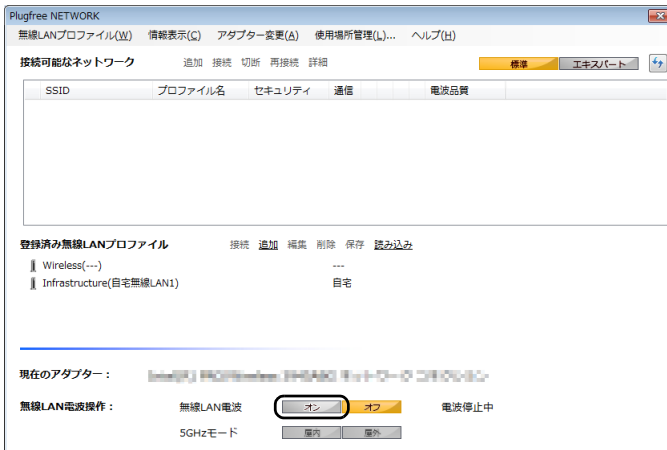 Plugfree NETWORK
無線LANプロファイル(W) 情報表示(C) アダプター変更(A) 使用場所管理(L)... ヘルプ(H)
接続可能なネットワーク 追加 接続 切断 再接続 詳細 標準 エキスパート
SSID プロファイル名 セキュリティ 通信 電波品質
登録済み無線LANプロファイル 接続 追加 編集 削除 保存 読み込み
Wireless(---) ---
Infrastructure(自宅無線LAN1) 自宅
現在のアダプター：
無線LAN電波操作： 無線LAN電波 オン オフ 電波停止中
5GHzモード 屋内 屋外